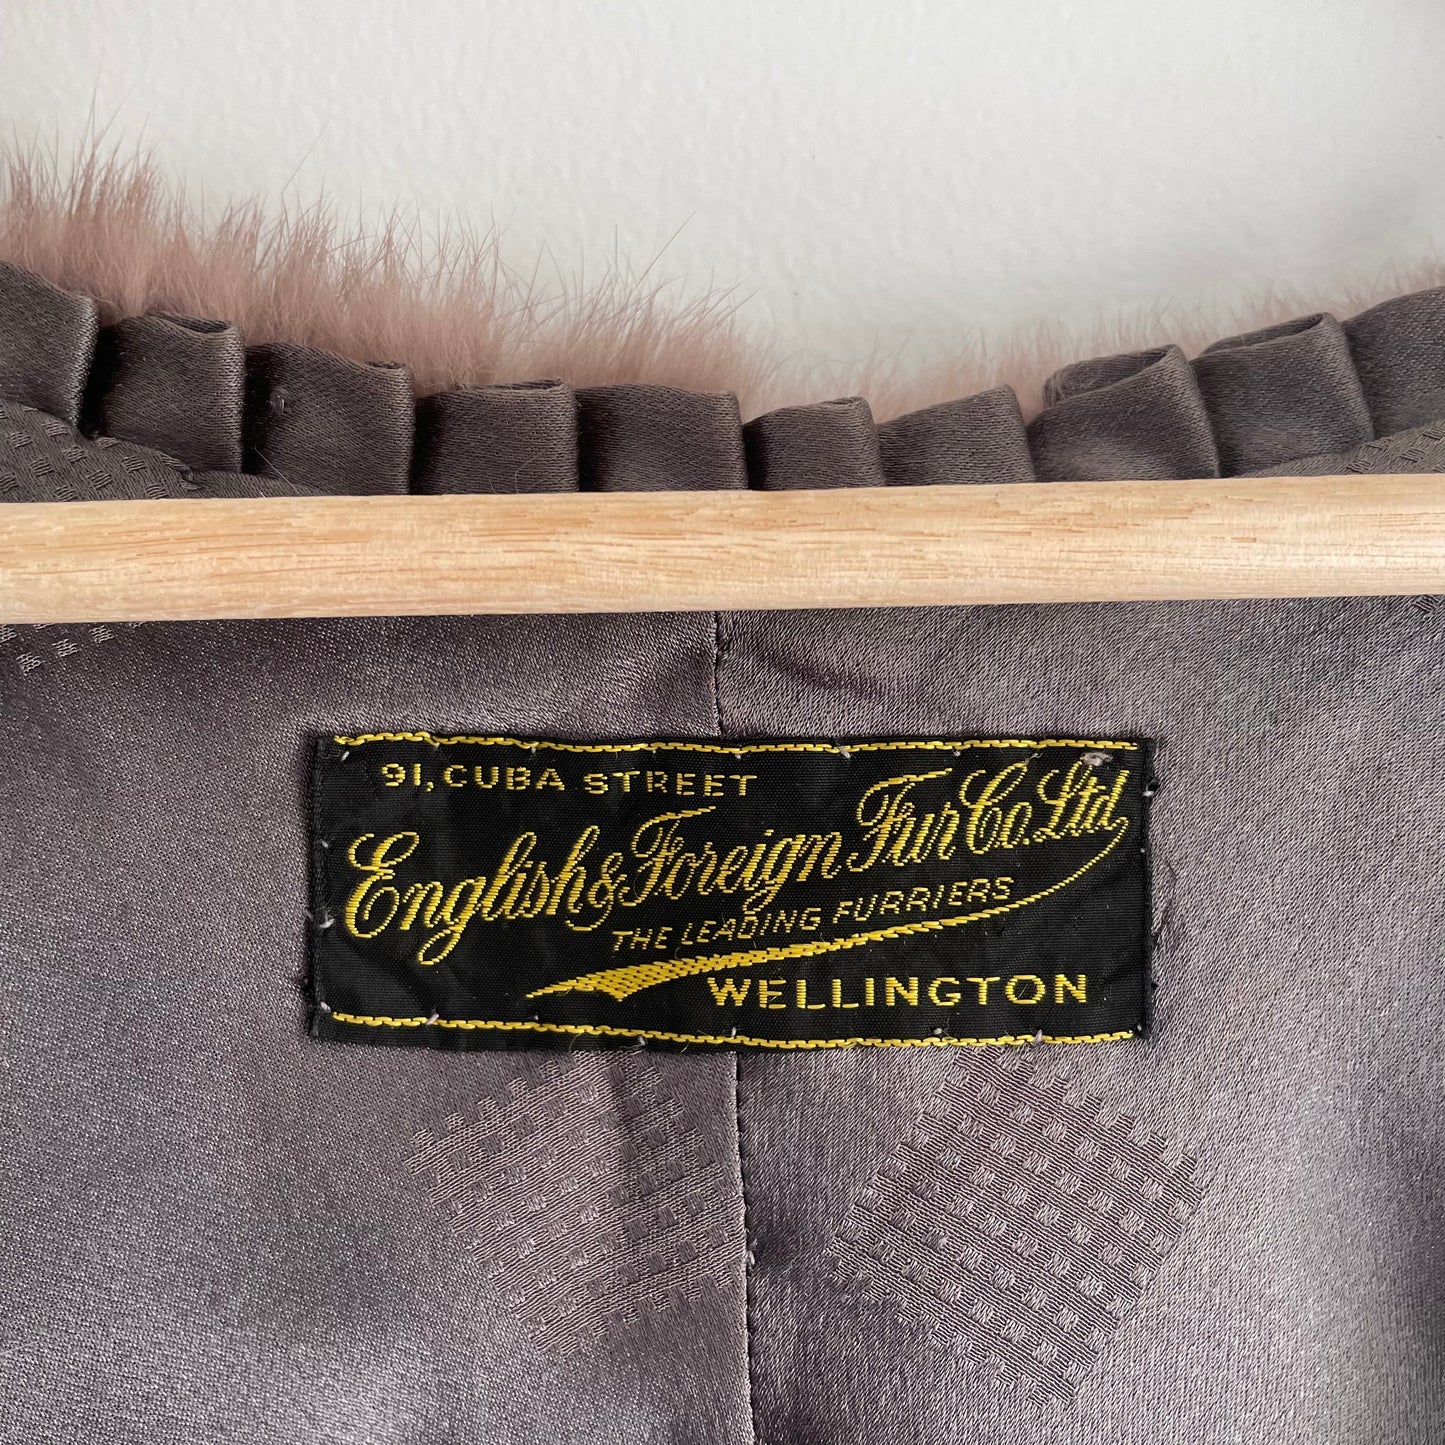 91, CUBA STREET
English & Foreign Fur Co. Ltd
THE LEADING FURRIERS
WELLINGTON